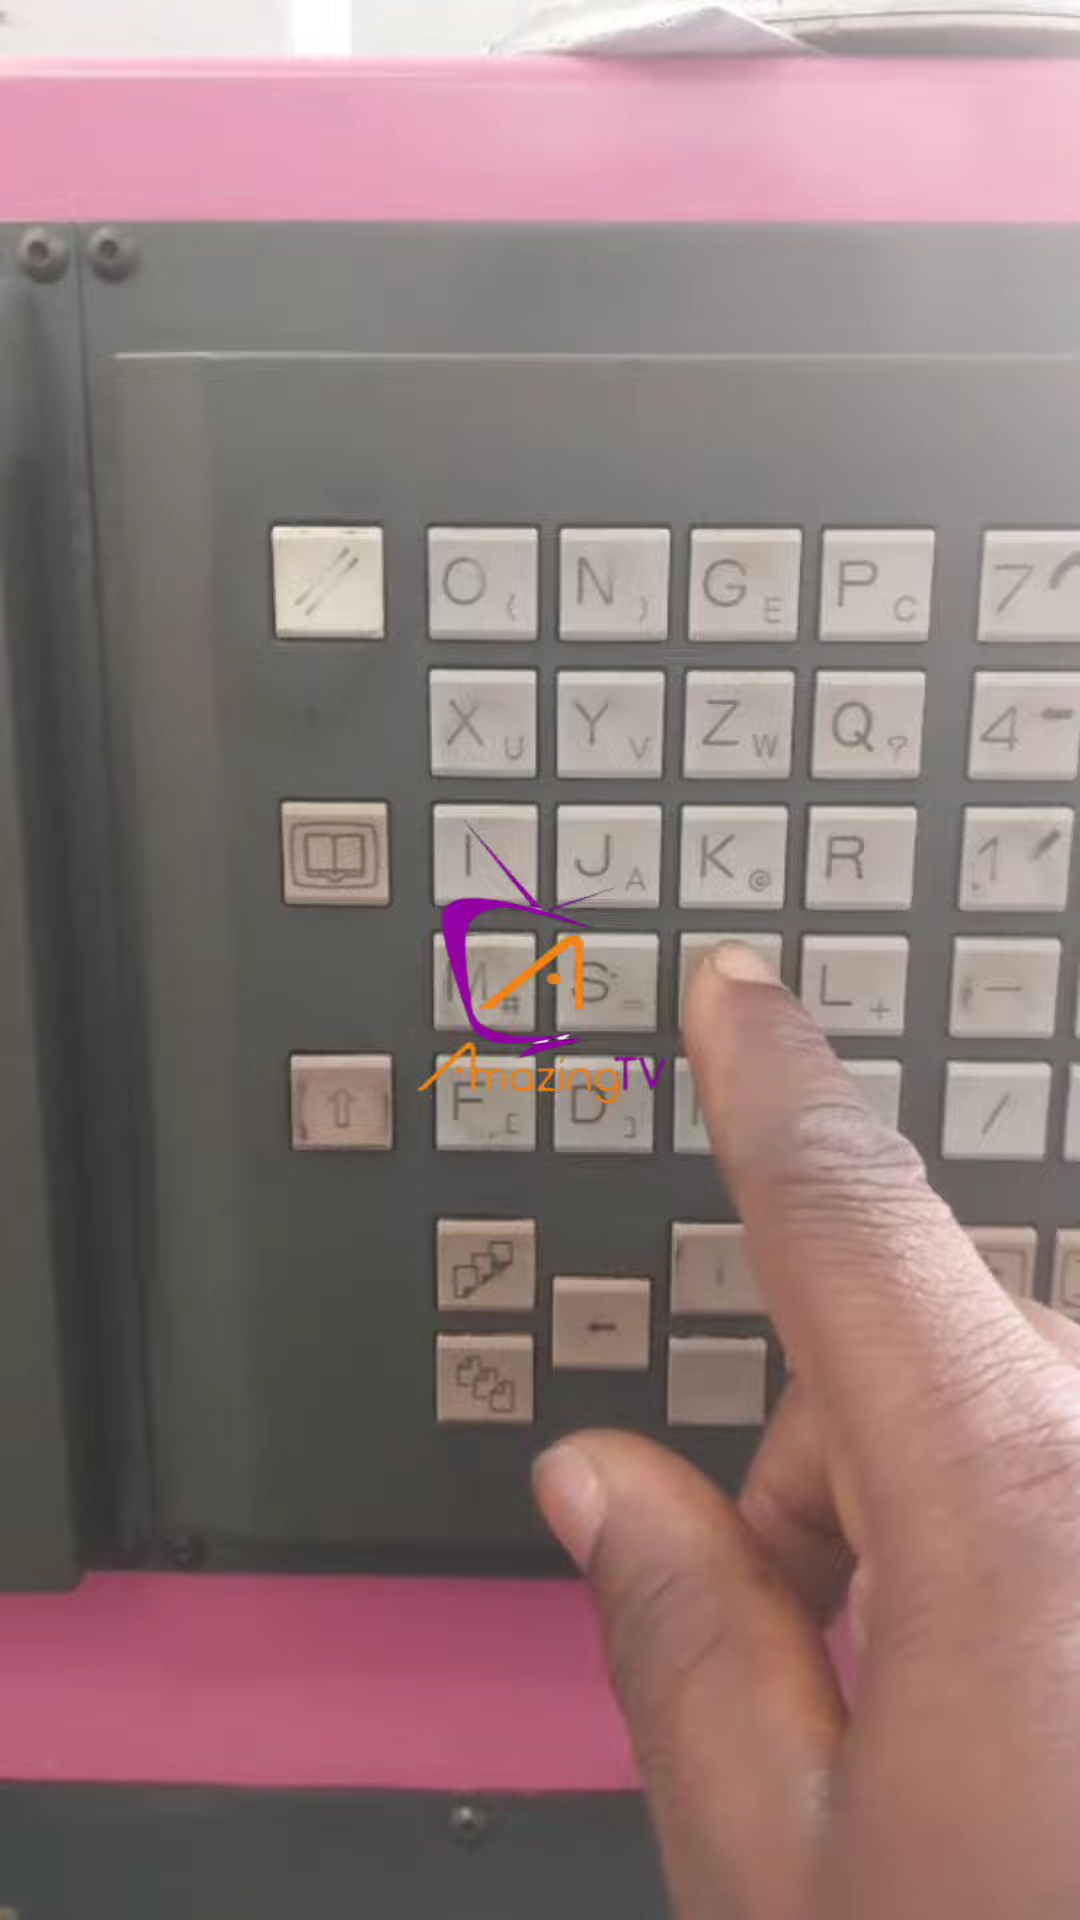 O ( N ) G E P C 7
X U Y V Z W Q ? 4 -
I J A K @ R 1
M # S = L + -
F [ D ] /
AmazingTV